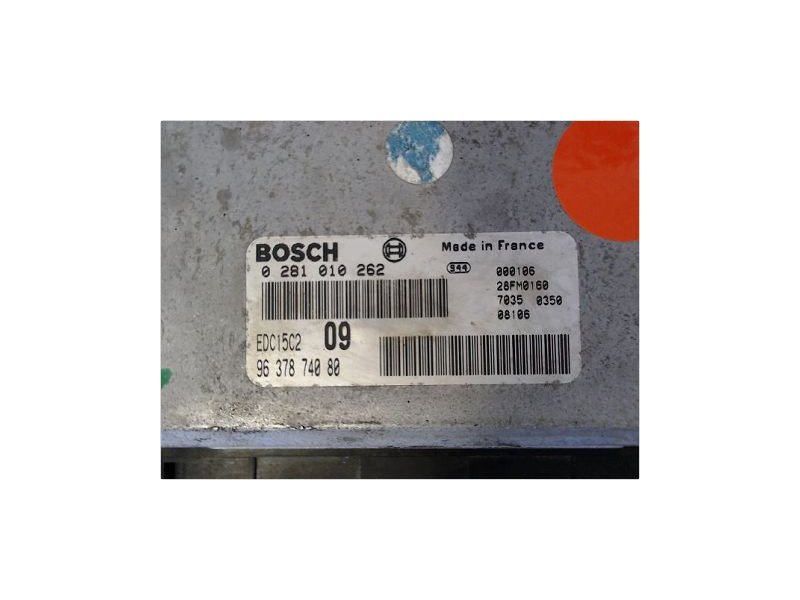 BOSCH
Made in France
0 281 010 262
944
000106
28FM0160
7035 0350
08106
EDC15C2 09
96 378 740 80